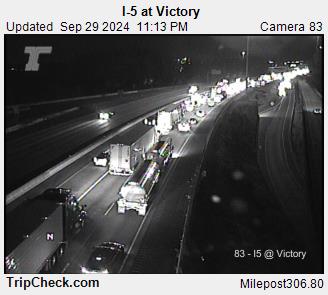 I-5 at Victory
Updated Sep 29 2024 11:13 PM Camera 83
T
N
83 - I5 @ Victory
TripCheck.com Milepost306.80